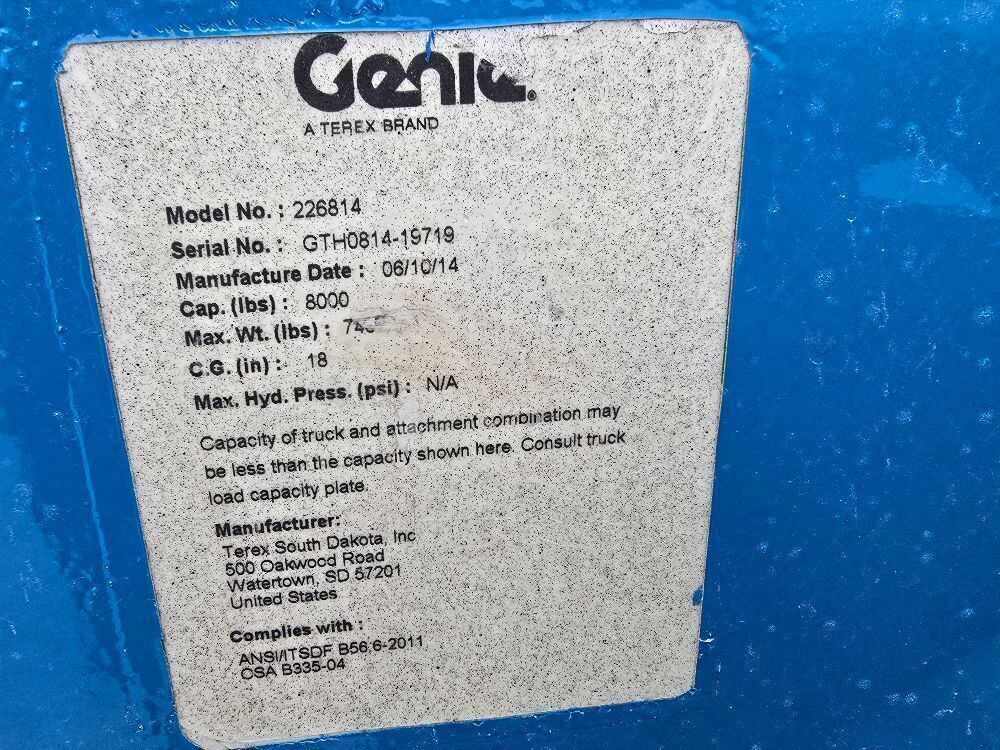 Genie
A TEREX BRAND
Model No. : 226814
Serial No. : GTH0814-19719
Manufacture Date : 06/10/14
Cap. (lbs) : 8000
Max. Wt. (lbs) :
C.G. (in) : 18
Max. Hyd. Press. (psi) : N/A
Capacity of truck and attachment combination may
be less than the capacity shown here. Consult truck
load capacity plate.
Manufacturer:
Terex South Dakota, Inc
500 Oakwood Road
Watertown, SD 57201
United States
Complies with :
ANSI/ITSDF B56.6-2011
CSA B335-04